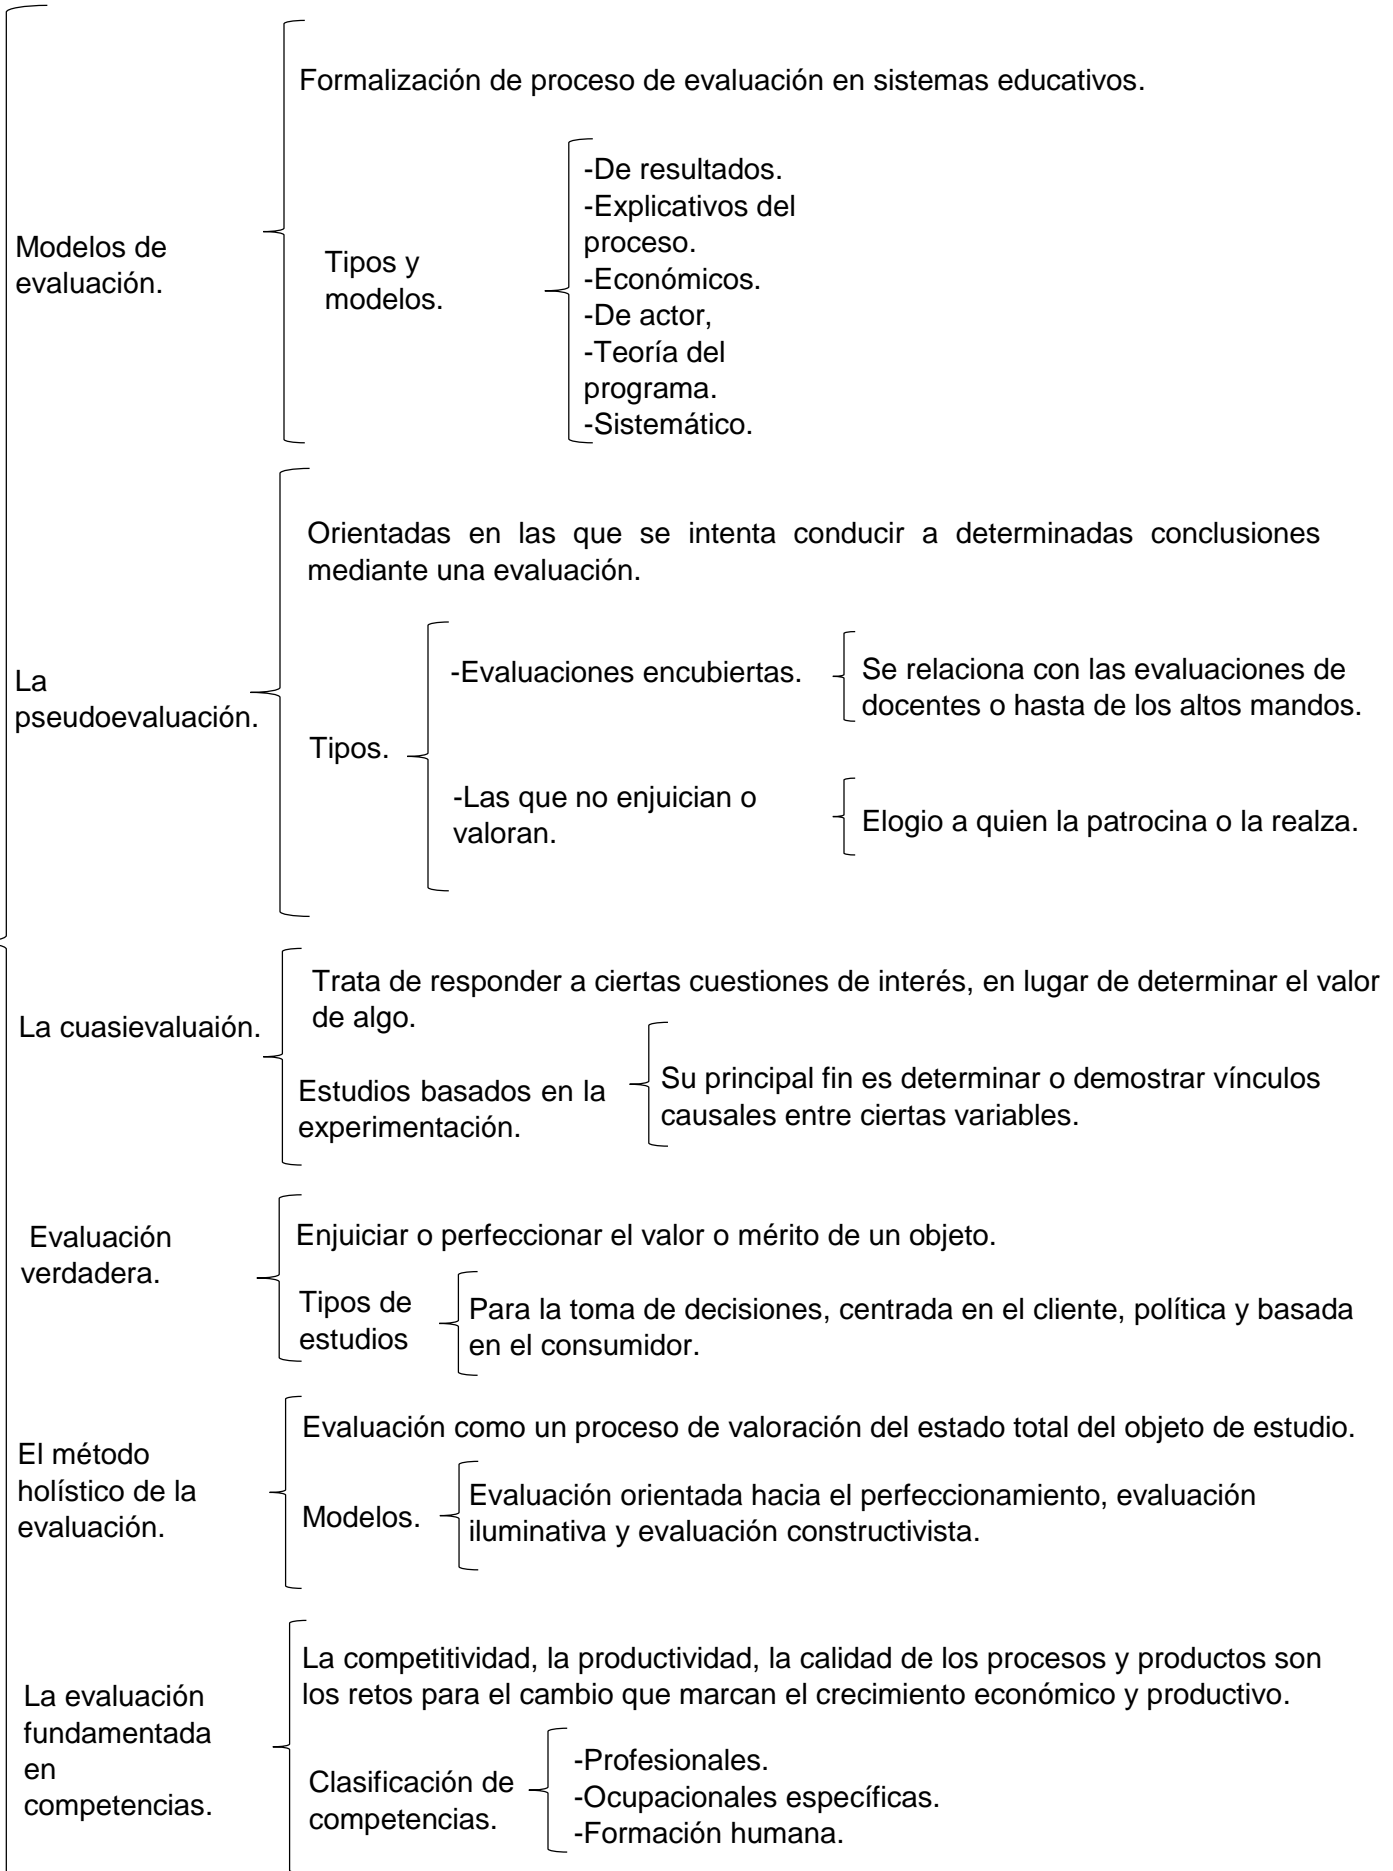 Formalización de proceso de evaluación en sistemas educativos.
Modelos de
evaluación.
Tipos y
modelos.
-De resultados.
-Explicativos del
proceso.
-Económicos.
-De actor,
-Teoría del
programa.
-Sistemático.
Orientadas en las que se intenta conducir a determinadas conclusiones
mediante una evaluación.
La
pseudoevaluación.
Tipos.
-Evaluaciones encubiertas.
Se relaciona con las evaluaciones de
docentes o hasta de los altos mandos.
-Las que no enjuician o
valoran.
Elogio a quien la patrocina o la realza.
La cuasievaluaión.
Trata de responder a ciertas cuestiones de interés, en lugar de determinar el valor
de algo.
Estudios basados en la
experimentación.
Su principal fin es determinar o demostrar vínculos
causales entre ciertas variables.
Evaluación
verdadera.
Enjuiciar o perfeccionar el valor o mérito de un objeto.
Tipos de
estudios
Para la toma de decisiones, centrada en el cliente, política y basada
en el consumidor.
El método
holístico de la
evaluación.
Evaluación como un proceso de valoración del estado total del objeto de estudio.
Modelos.
Evaluación orientada hacia el perfeccionamiento, evaluación
iluminativa y evaluación constructivista.
La evaluación
fundamentada
en
competencias.
La competitividad, la productividad, la calidad de los procesos y productos son
los retos para el cambio que marcan el crecimiento económico y productivo.
Clasificación de
competencias.
-Profesionales.
-Ocupacionales específicas.
-Formación humana.